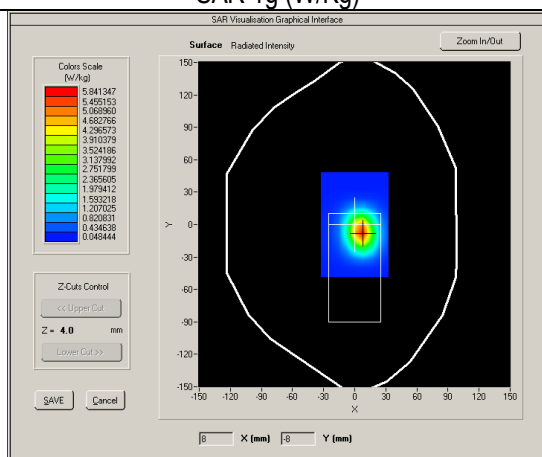 SAR 1g (W/Kg)
SAR Visualisation Graphical Interface
Surface Radiated Intensity
Zoom In/Out
Colors Scale
(W/kg)
5.841347
5.455153
5.068960
4.682766
4.296573
3.910379
3.524186
3.137992
2.751799
2.365605
1.979412
1.593218
1.207025
0.820831
0.434638
0.048444
Z-Cuts Control
<< Upper Cut
Z = 4.0 mm
Lower Cut >>
SAVE Cancel
150
120
90
60
30
Y 0
-30
-60
-90
-120
-150
-150 -120 -90 -60 -30 0 30 60 90 120 150
X
8 X (mm) -8 Y (mm)